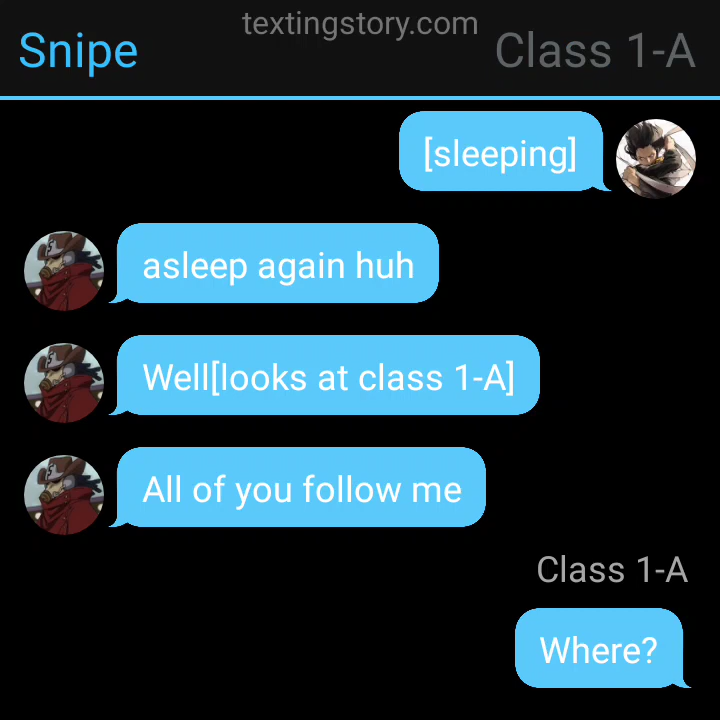 textingstory.com
Snipe
Class 1-A
[sleeping]
asleep again huh
Well[looks at class 1-A]
All of you follow me
Class 1-A
Where?